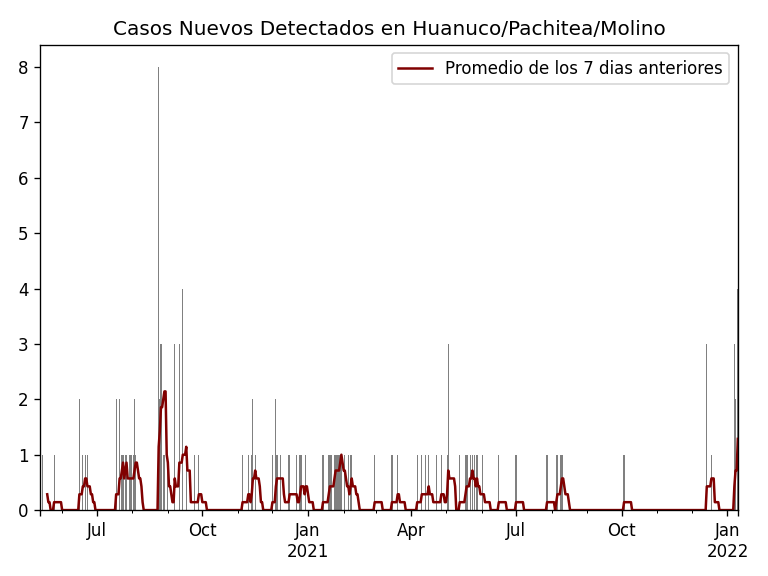 Casos Nuevos Detectados en Huanuco/Pachitea/Molino
Promedio de los 7 dias anteriores
8
7
6
5
4
3
2
1
0
Jul
Oct
Jan
2021
Apr
Jul
Oct
Jan
2022